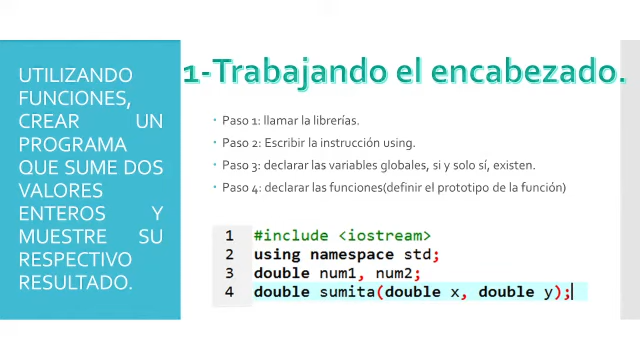 UTILIZANDO
FUNCIONES,
CREAR UN
PROGRAMA
QUE SUME DOS
VALORES
ENTEROS Y
MUESTRE SU
RESPECTIVO
RESULTADO.
1-Trabajando el encabezado.
Paso 1: llamar la librerías.
Paso 2: Escribir la instrucción using.
Paso 3: declarar las variables globales, si y solo sí, existen.
Paso 4: declarar las funciones(definir el prototipo de la función)
1 #include <iostream>
2 using namespace std;
3 double num1, num2;
4 double sumita(double x, double y);